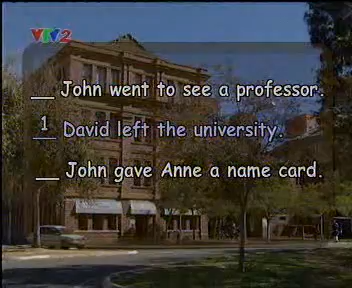 VTV2
__ John went to see a professor.
1 David left the university.
__ John gave Anne a name card.